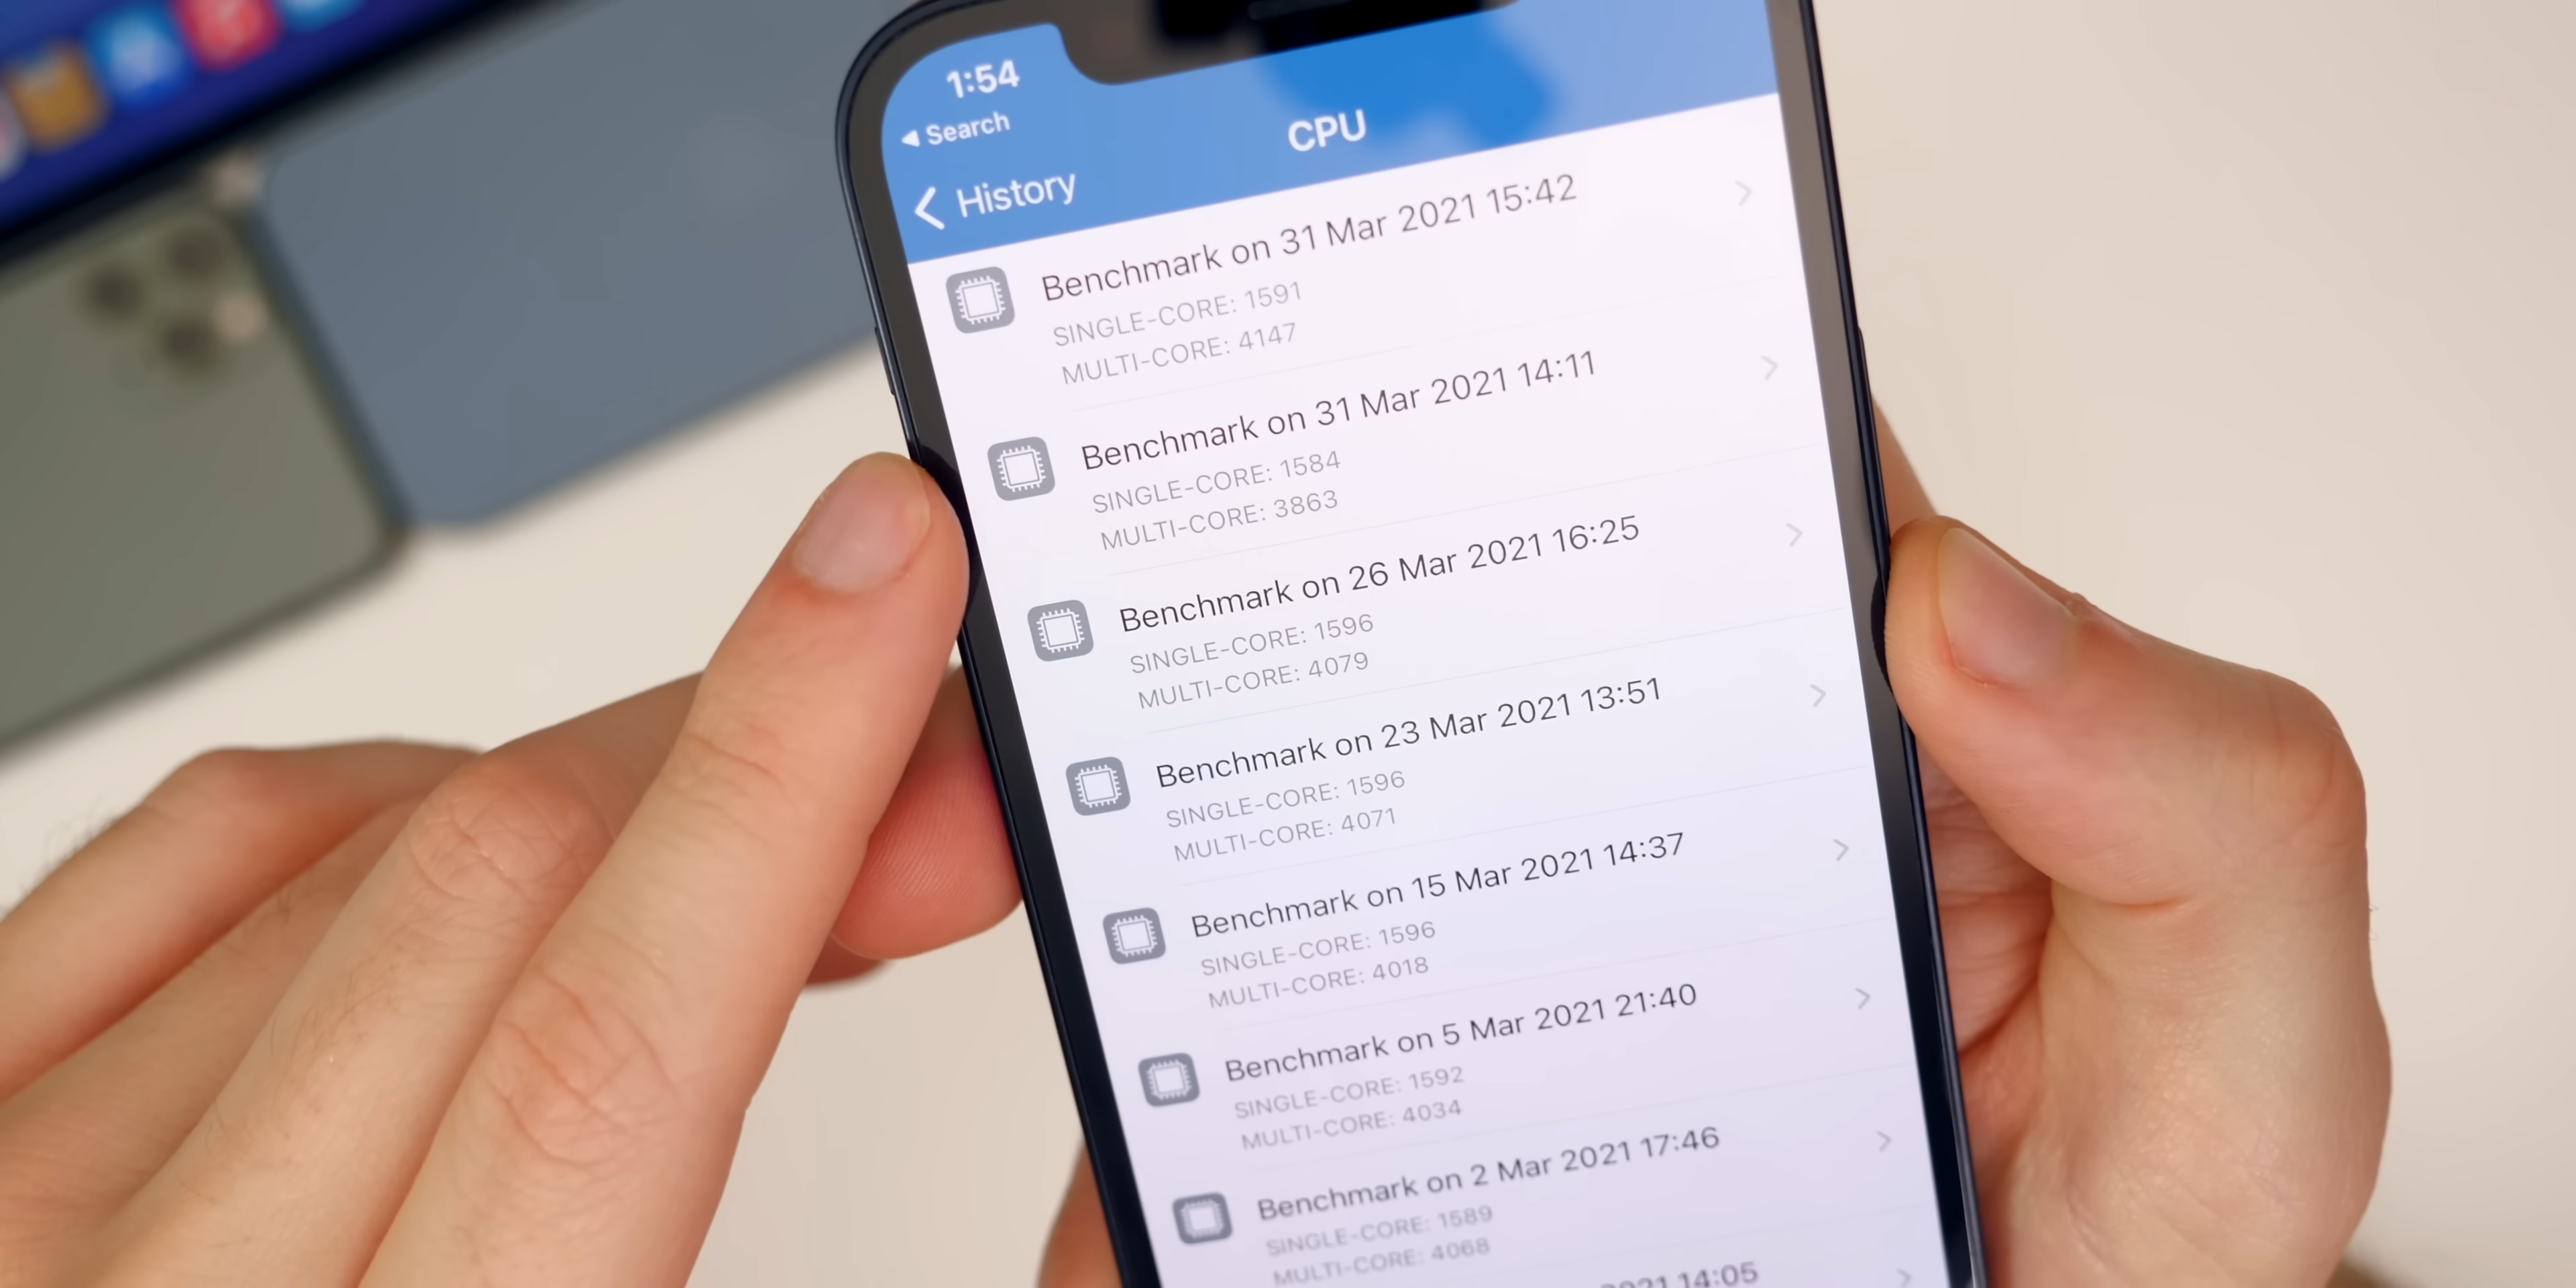 1:54
Search
CPU
History
Benchmark on 31 Mar 2021 15:42
SINGLE-CORE: 1591
MULTI-CORE: 4147
Benchmark on 31 Mar 2021 14:11
SINGLE-CORE: 1584
MULTI-CORE: 3863
Benchmark on 26 Mar 2021 16:25
SINGLE-CORE: 1596
MULTI-CORE: 4079
Benchmark on 23 Mar 2021 13:51
SINGLE-CORE: 1596
MULTI-CORE: 4071
Benchmark on 15 Mar 2021 14:37
SINGLE-CORE: 1596
MULTI-CORE: 4018
Benchmark on 5 Mar 2021 21:40
SINGLE-CORE: 1592
MULTI-CORE: 4034
Benchmark on 2 Mar 2021 17:46
SINGLE-CORE: 1589
MULTI-CORE: 4068
2021 14:05